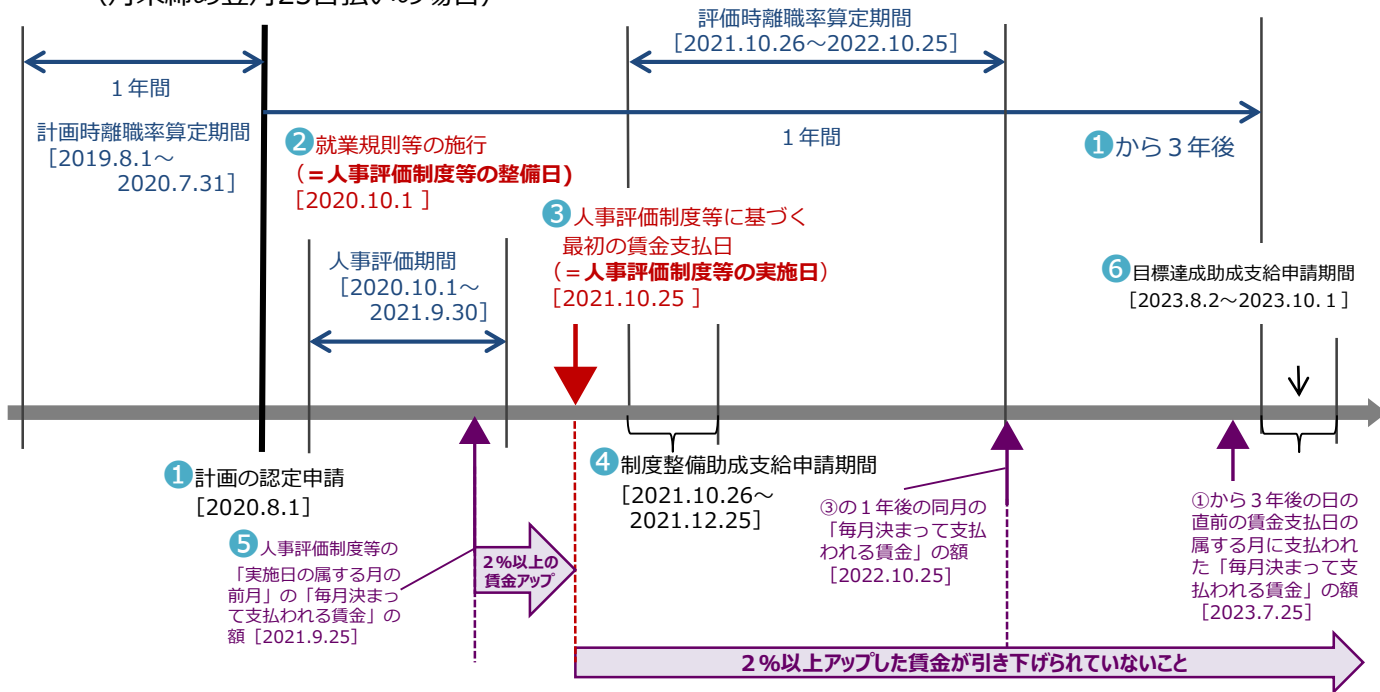 （月末締め翌月25日払いの場合）
評価時離職率算定期間
［2021.10.26～2022.10.25］
１年間
計画時離職率算定期間
［2019.8.1～
2020.7.31］
❷就業規則等の施行
（＝人事評価制度等の整備日)
［2020.10.1 ］
１年間
❶から３年後
❸人事評価制度等に基づく
最初の賃金支払日
（＝人事評価制度等の実施日）
［2021.10.25 ］
人事評価期間
［2020.10.1～
2021.9.30］
❻目標達成助成支給申請期間
［2023.8.2～2023.10. 1］
❶計画の認定申請
［2020.8.1］
❹制度整備助成支給申請期間
［2021.10.26～
2021.12.25］
❺人事評価制度等の
「実施日の属する月の
前月」の「毎月決まっ
て支払われる賃金」の
額［2021.9.25］
２%以上の
賃金アップ
③の１年後の同月の
「毎月決まって支払
われる賃金」の額
［2022.10.25］
①から３年後の日の
直前の賃金支払日の
属する月に支払われ
た「毎月決まって支
払われる賃金」の額
［2023.7.25］
２%以上アップした賃金が引き下げられていないこと